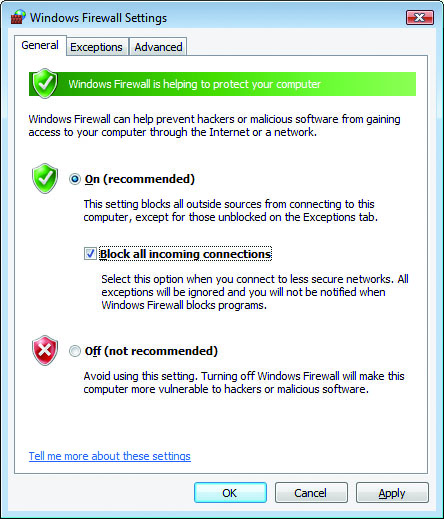 Windows Firewall Settings
General Exceptions Advanced
Windows Firewall is helping to protect your computer
Windows Firewall can help prevent hackers or malicious software from gaining
access to your computer through the Internet or a network.
On (recommended)
This setting blocks all outside sources from connecting to this
computer, except for those unblocked on the Exceptions tab.
Block all incoming connections
Select this option when you connect to less secure networks. All
exceptions will be ignored and you will not be notified when
Windows Firewall blocks programs.
Off (not recommended)
Avoid using this setting. Turning off Windows Firewall will make this
computer more vulnerable to hackers or malicious software.
Tell me more about these settings
OK Cancel Apply